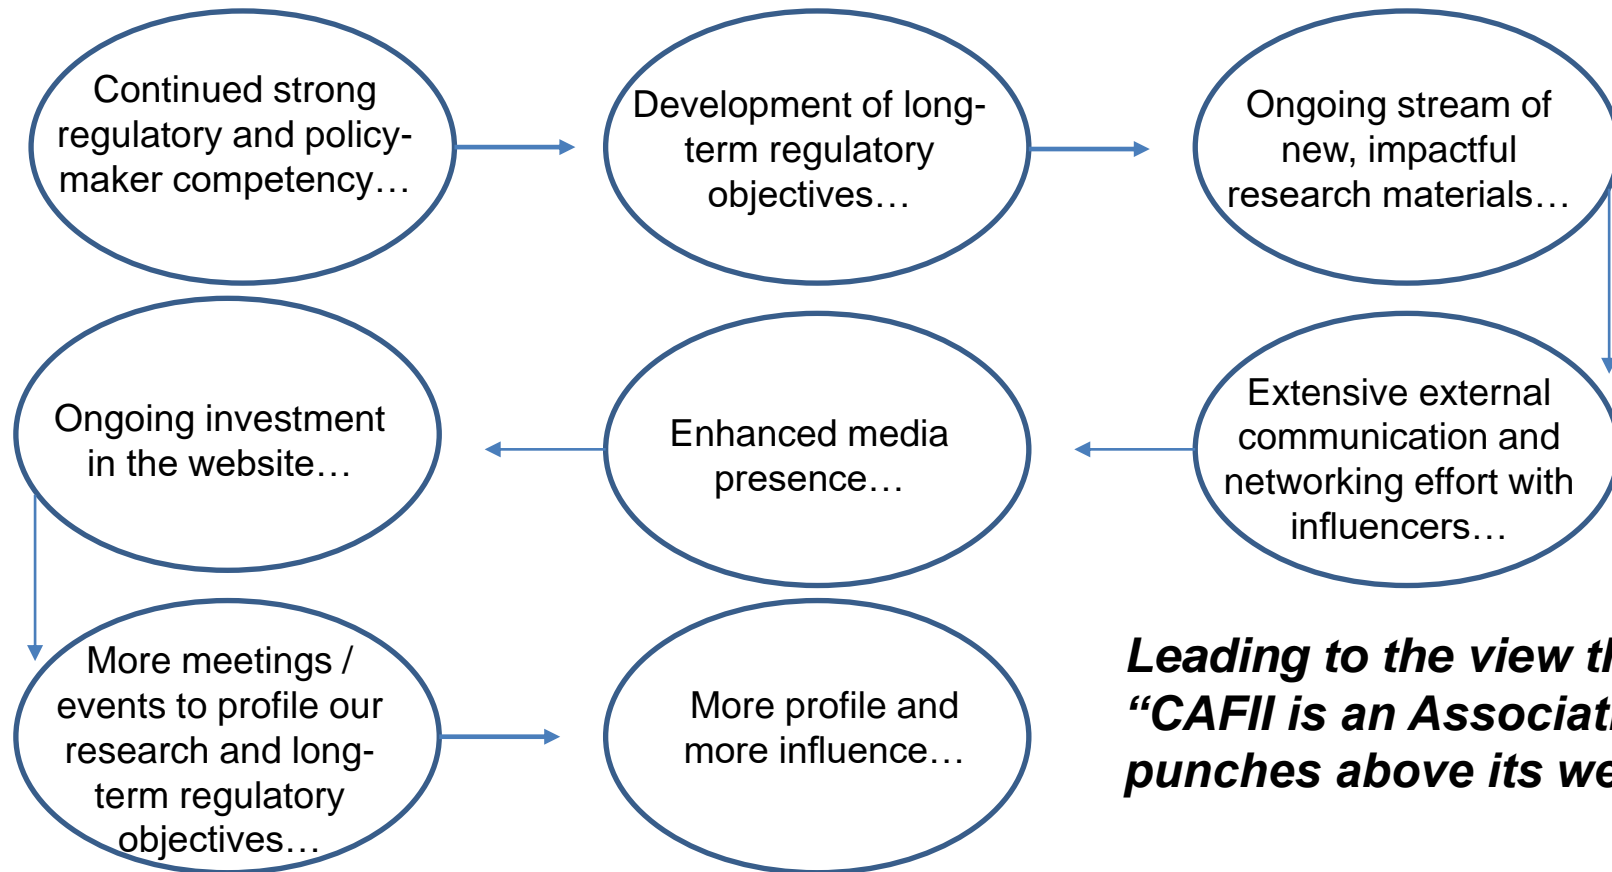 Continued strong
regulatory and policy-
maker competency…
Development of long-
term regulatory
objectives…
Ongoing stream of
new, impactful
research materials…
Extensive external
communication and
networking effort with
influencers…
Enhanced media
presence…
Ongoing investment
in the website…
More meetings /
events to profile our
research and long-
term regulatory
objectives…
More profile and
more influence…
Leading to the view
“CAFII is an
punches above its